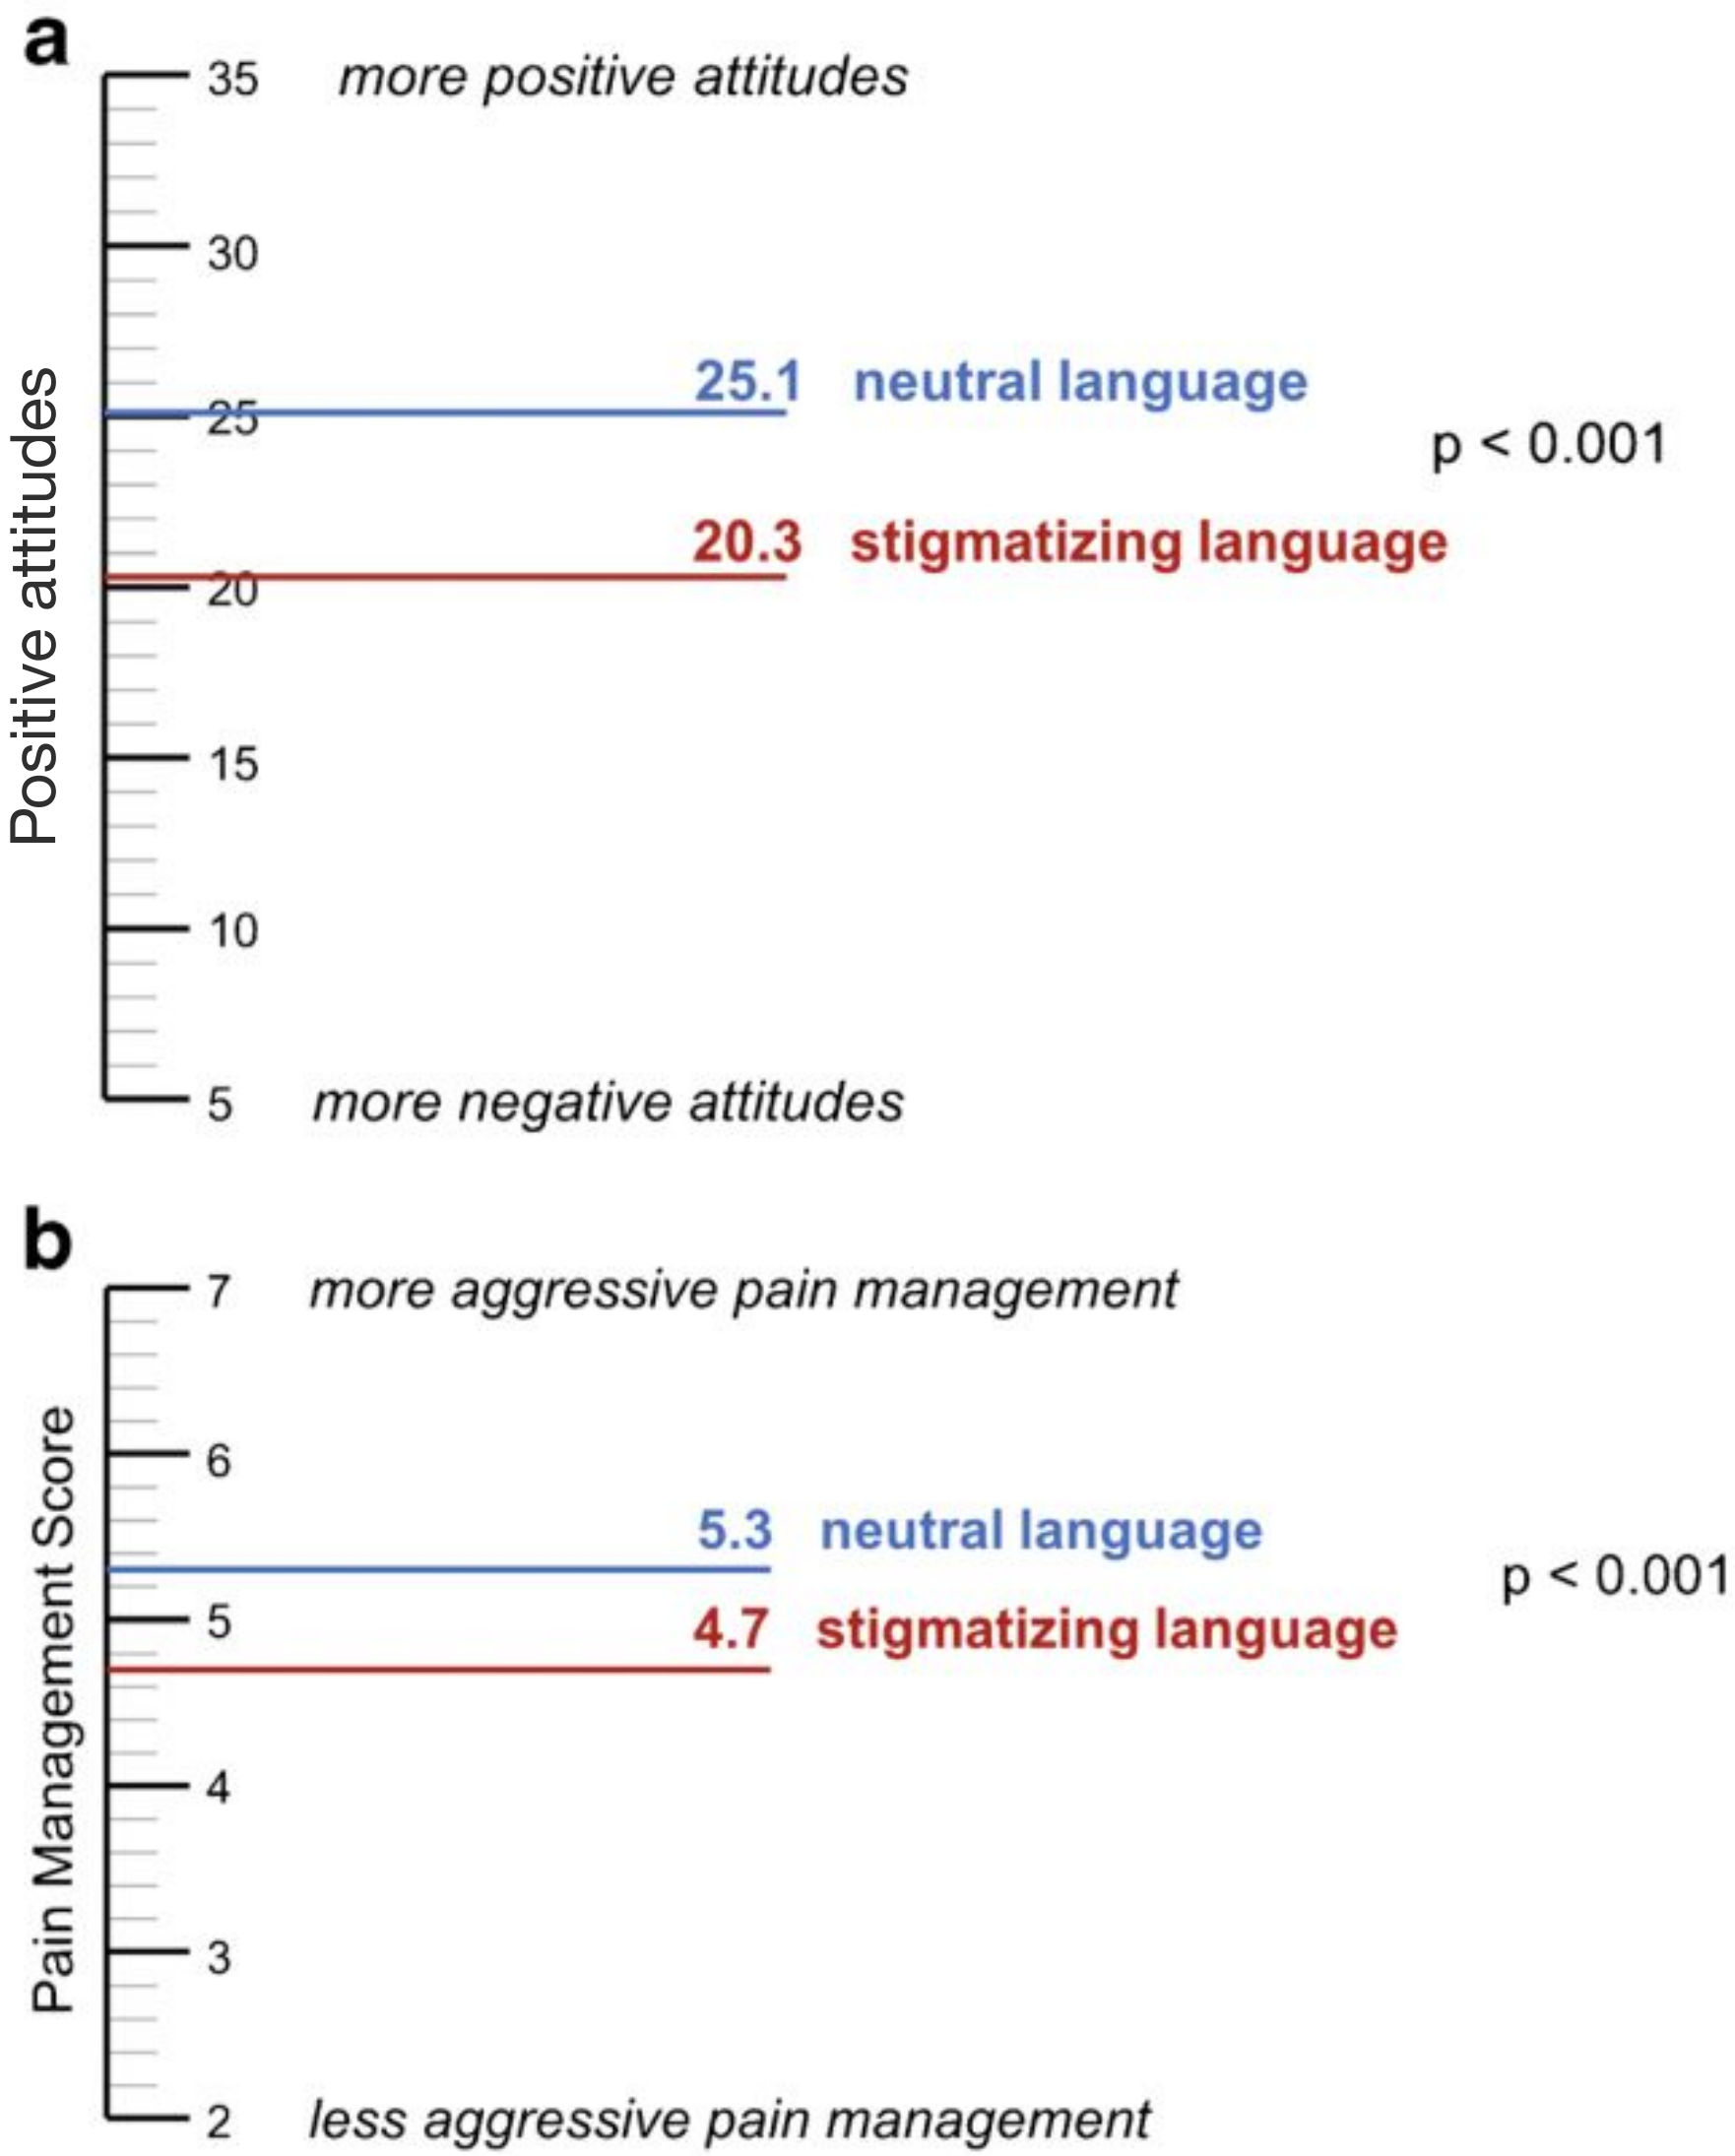 a
35 more positive attitudes
30
25.1 neutral language
25
p < 0.001
20.3 stigmatizing language
20
15
10
5 more negative attitudes
Positive attitudes
b
7 more aggressive pain management
6
5.3 neutral language
p < 0.001
5
4.7 stigmatizing language
4
3
2 less aggressive pain management
Pain Management Score